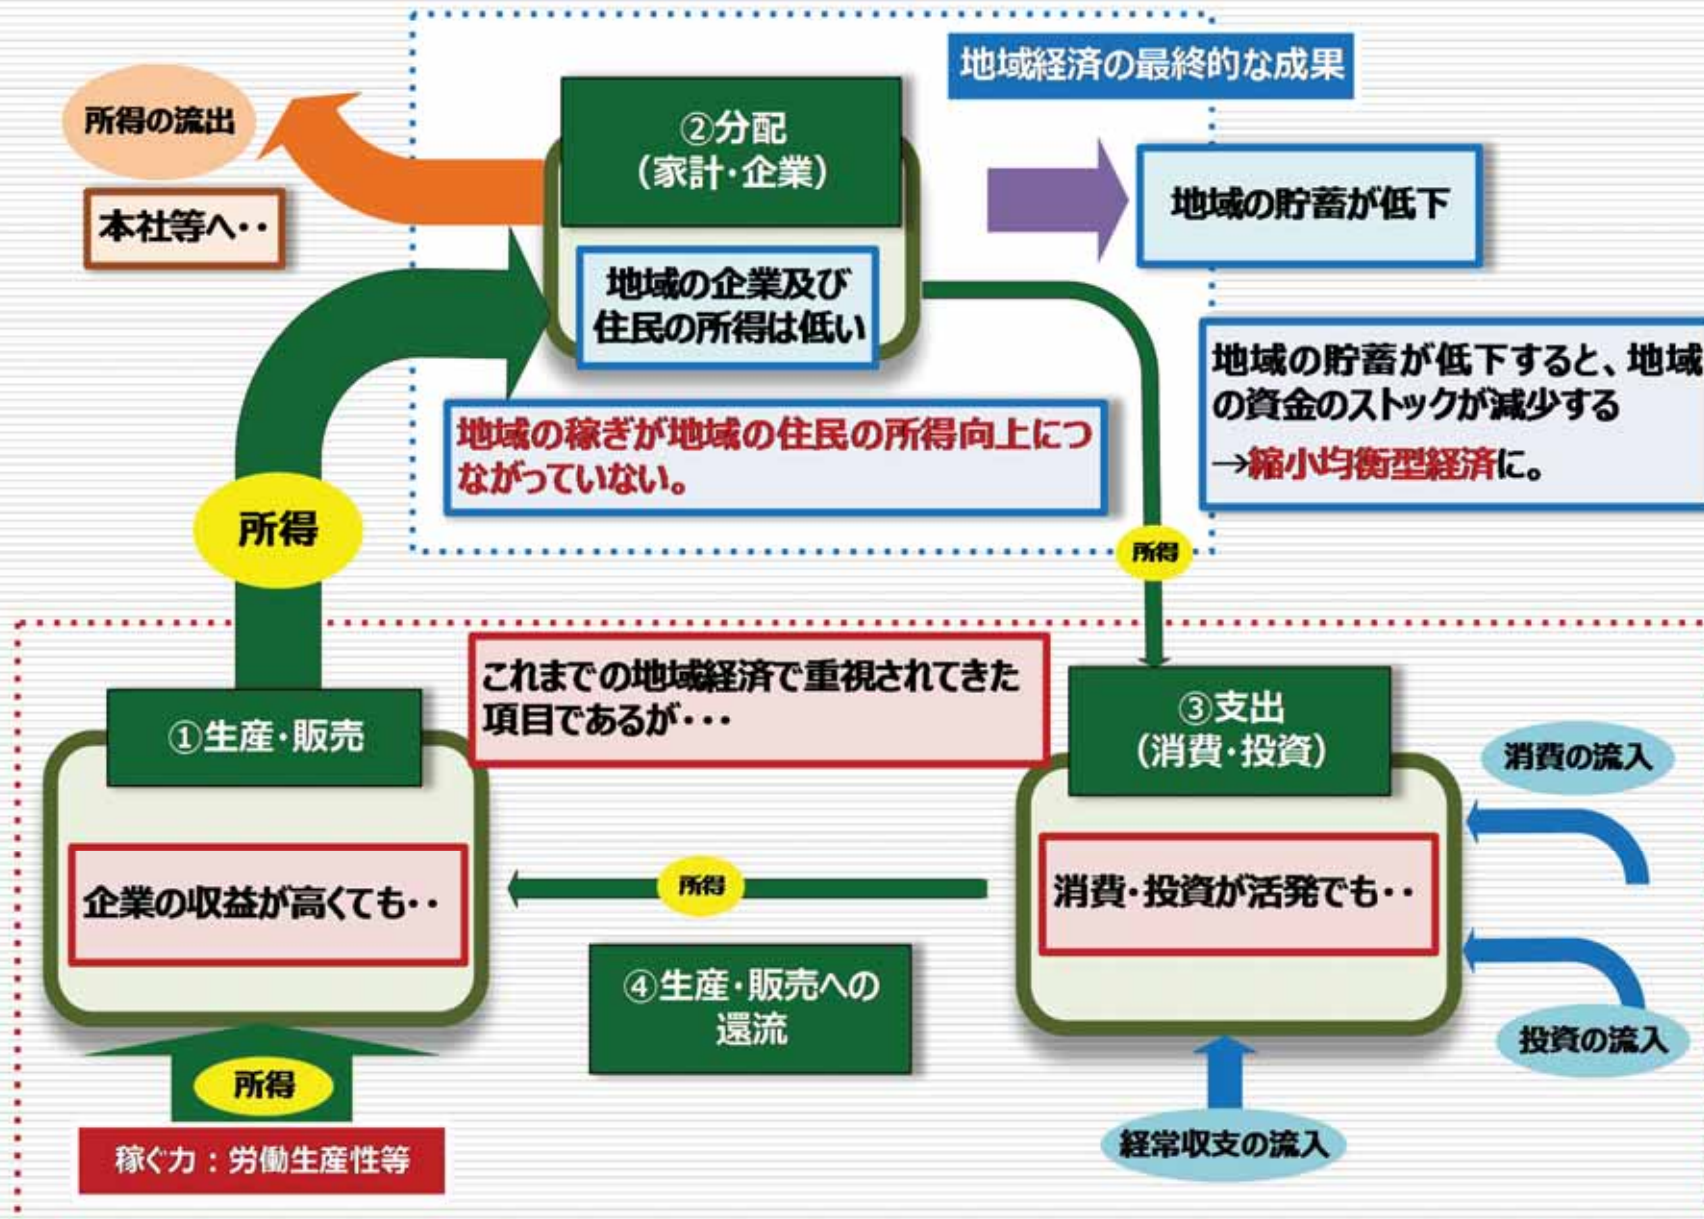 地域経済の最終的な成果
所得の流出
本社等へ・・
②分配
（家計・企業）
地域の企業及び
住民の所得は低い
地域の貯蓄が低下
地域の貯蓄が低下すると、地域
の資金のストックが減少する
→縮小均衡型経済に。
地域の稼ぎが地域の住民の所得向上につ
ながっていない。
所得
所得
これまでの地域経済で重視されてきた
項目であるが・・・
①生産・販売
企業の収益が高くても・・
③支出
（消費・投資）
消費・投資が活発でも・・
消費の流入
投資の流入
所得
④生産・販売への
還流
所得
稼ぐ力：労働生産性等
経常収支の流入